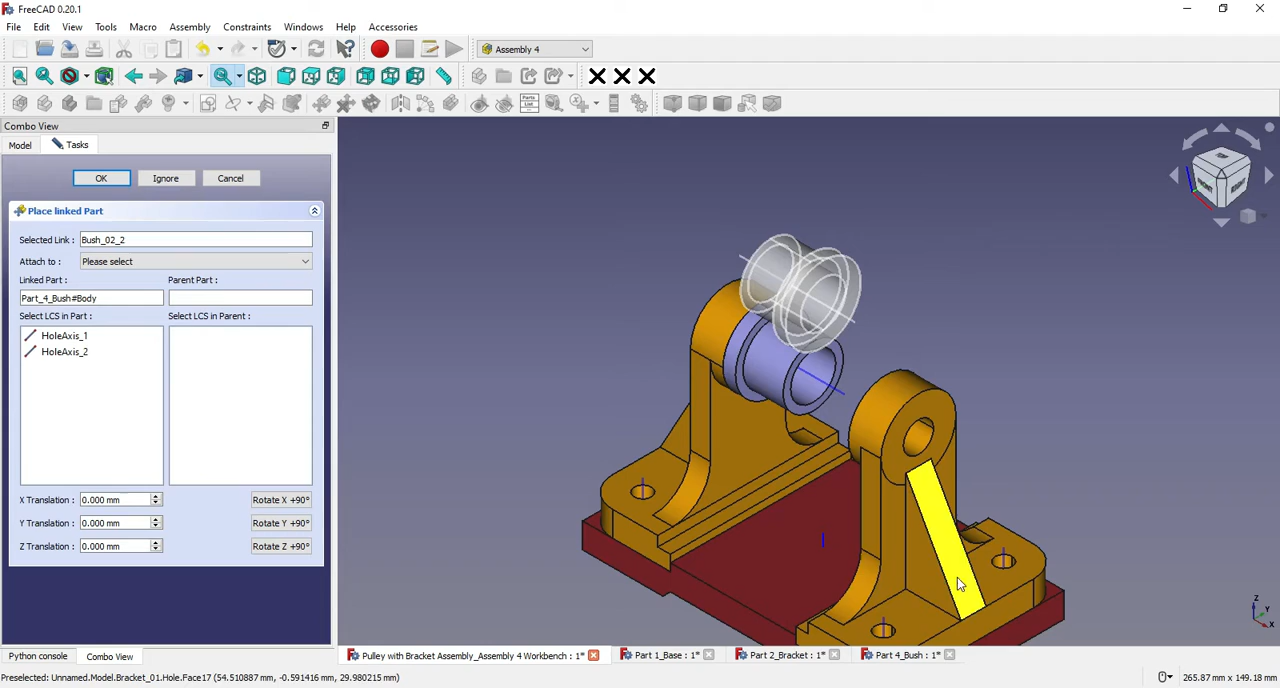 FreeCAD 0.20.1
File Edit View Tools Macro Assembly Constraints Windows Help Accessories
Assembly 4
Parts List
Combo View
Model Tasks
OK Ignore Cancel
Place linked Part
Selected Link : Bush_02_2
Attach to : Please select
Linked Part : Parent Part :
Part_4_Bush#Body
Select LCS in Part : Select LCS in Parent :
HoleAxis_1
HoleAxis_2
X Translation : 0.000 mm Rotate X +90°
Y Translation : 0.000 mm Rotate Y +90°
Z Translation : 0.000 mm Rotate Z +90°
FRONT RIGHT
Z
Y
X
Python console Combo View
Pulley with Bracket Assembly_Assembly 4 Workbench : 1* Part 1_Base : 1* Part 2_Bracket : 1* Part 4_Bush : 1*
Preselected: Unnamed.Model.Bracket_01.Hole.Face17 (54.510887 mm, -0.591416 mm, 29.980215 mm) 265.87 mm x 149.18 mm